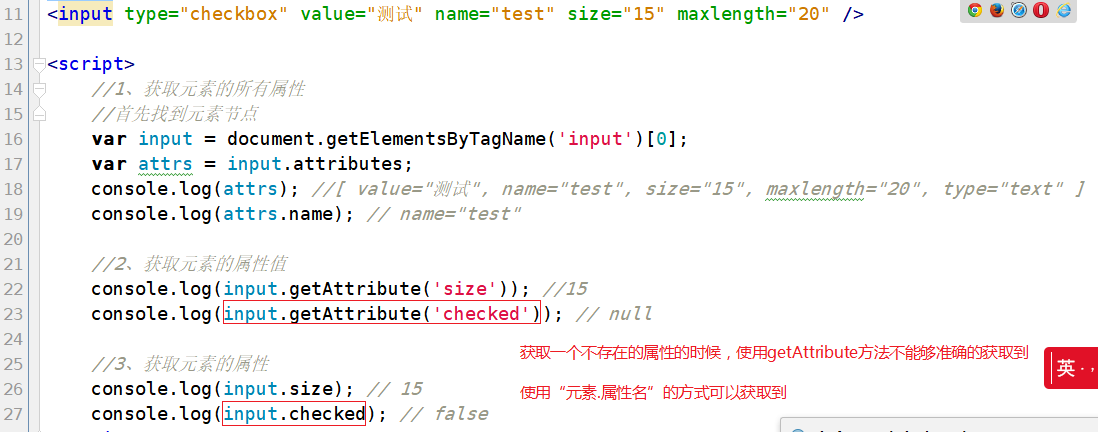 11 <input type="checkbox" value="测试" name="test" size="15" maxlength="20" />
12
13 <script>
14 //1、获取元素的所有属性
15 //首先找到元素节点
16 var input = document.getElementsByTagName('input')[0];
17 var attrs = input.attributes;
18 console.log(attrs); //[ value="测试", name="test", size="15", maxlength="20", type="text" ]
19 console.log(attrs.name); // name="test"
20
21 //2、获取元素的属性值
22 console.log(input.getAttribute('size')); //15
23 console.log(input.getAttribute('checked')); // null
24
获取一个不存在的属性的时候，使用getAttribute方法不能够准确的获取到
英 · ，
25 //3、获取元素的属性
26 console.log(input.size); // 15
使用“元素.属性名”的方式可以获取到
27 console.log(input.checked); // false